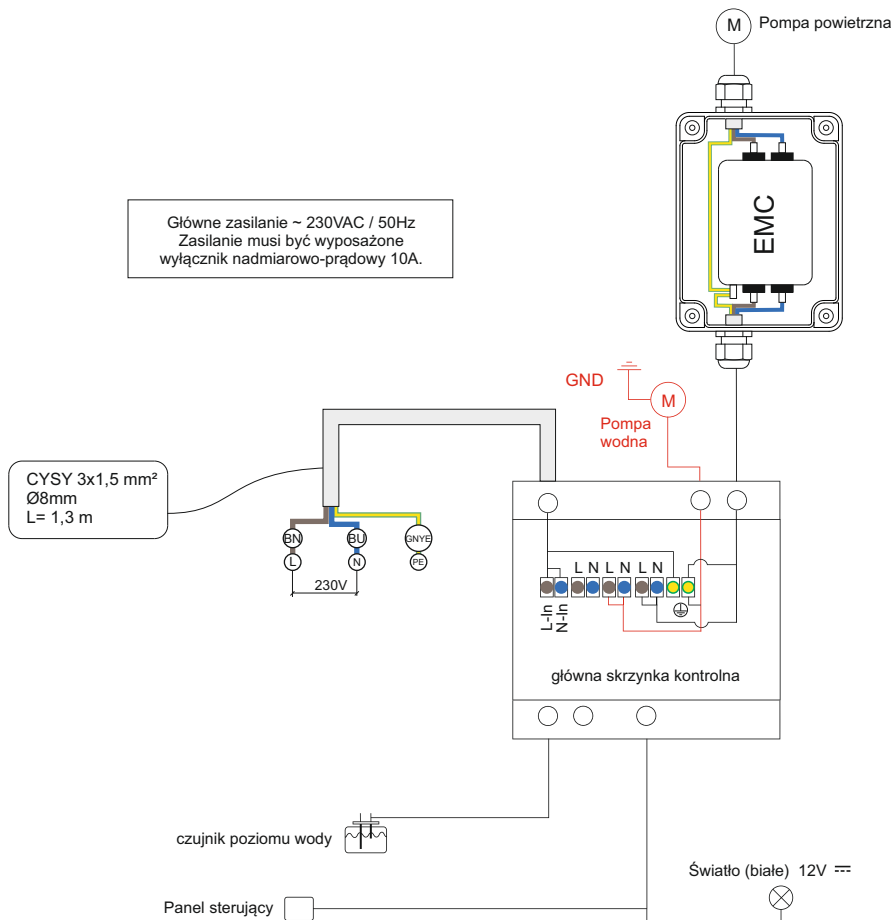 M
Pompa powietrzna
Główne zasilanie ~ 230VAC / 50Hz
Zasilanie musi być wyposażone
wyłącznik nadmiarowo-prądowy 10A.
EMC
GND
M
Pompa
wodna
CYSY 3x1,5 mm²
Ø8mm
L= 1,3 m
BN
BU
GNYE
L
N
PE
230V
L N L N L N
L-In
N-In
główna skrzynka kontrolna
czujnik poziomu wody
Światło (białe) 12V
Panel sterujący